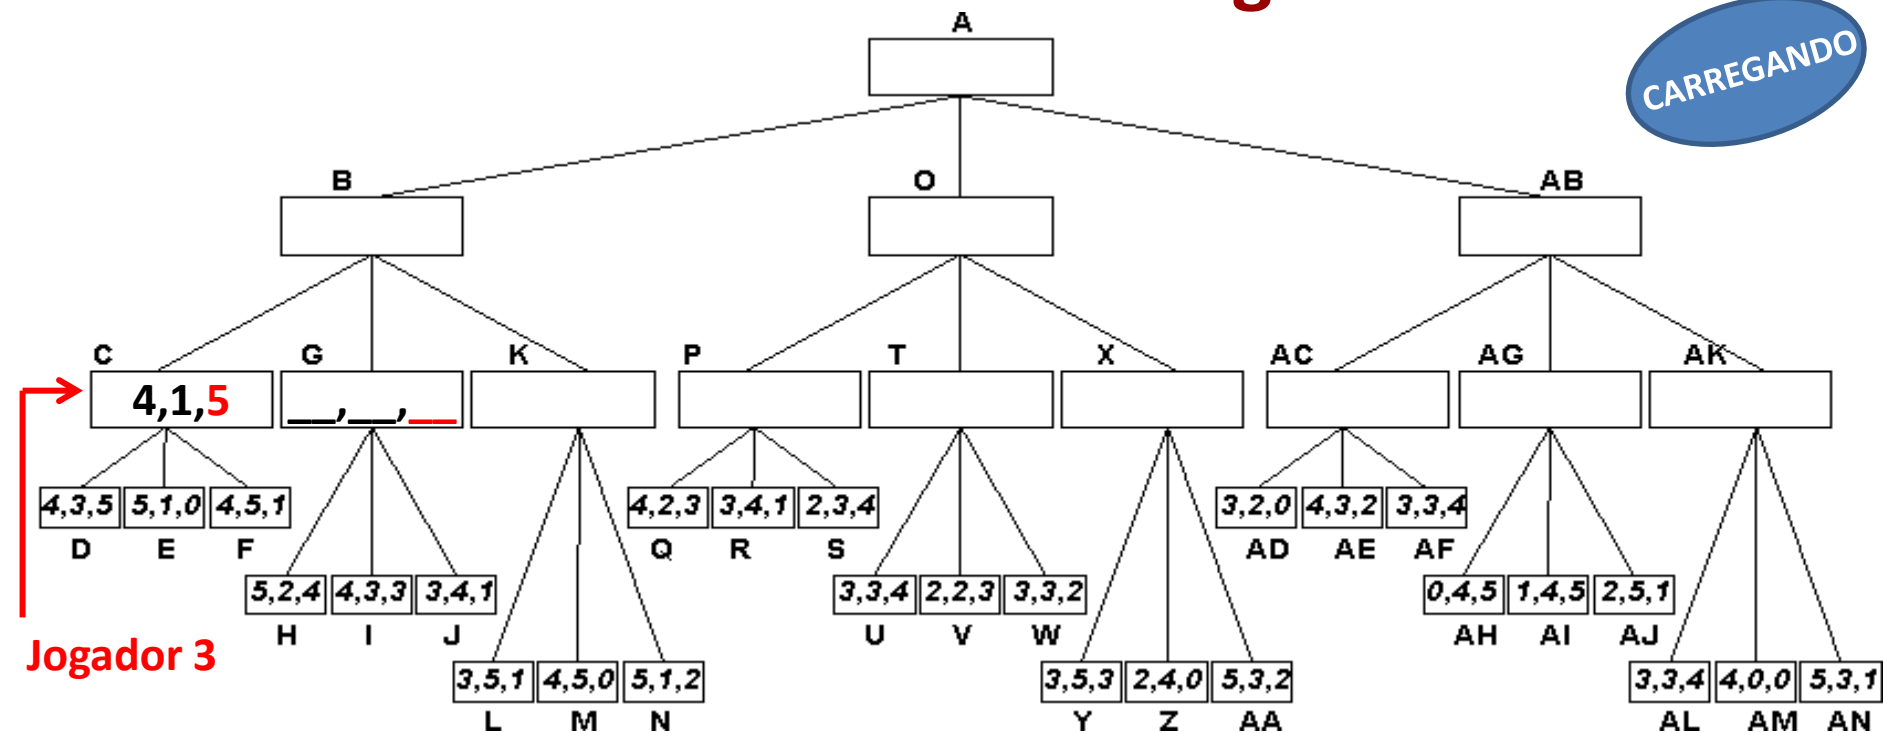 g
A
CARREGANDO
B O AB
C G K P T X AC AG AK
4,1,5 __,__,__
4,3,5 5,1,0 4,5,1 4,2,3 3,4,1 2,3,4 3,2,0 4,3,2 3,3,4
D E F Q R S AD AE AF
5,2,4 4,3,3 3,4,1 3,3,4 2,2,3 3,3,2 0,4,5 1,4,5 2,5,1
H I J U V W AH AI AJ
Jogador 3
3,5,1 4,5,0 5,1,2 3,5,3 2,4,0 5,3,2 3,3,4 4,0,0 5,3,1
L M N Y Z AA AL AM AN